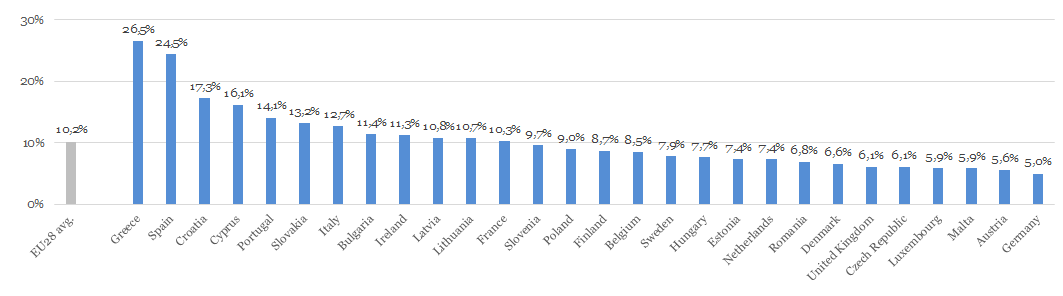 30%
20%
10%
0%
10,2%
26,5%
24,5%
17,3%
16,1%
14,1%
13,2%
12,7%
11,4%
11,3%
10,8%
10,7%
10,3%
9,7%
9,0%
8,7%
8,5%
7,9%
7,7%
7,4%
7,4%
6,8%
6,6%
6,1%
6,1%
5,9%
5,9%
5,6%
5,0%
EU28 avg.
Greece
Spain
Croatia
Cyprus
Portugal
Slovakia
Italy
Bulgaria
Ireland
Latvia
Lithuania
France
Slovenia
Poland
Finland
Belgium
Sweden
Hungary
Estonia
Netherlands
Romania
Denmark
United Kingdom
Czech Republic
Luxembourg
Malta
Austria
Germany